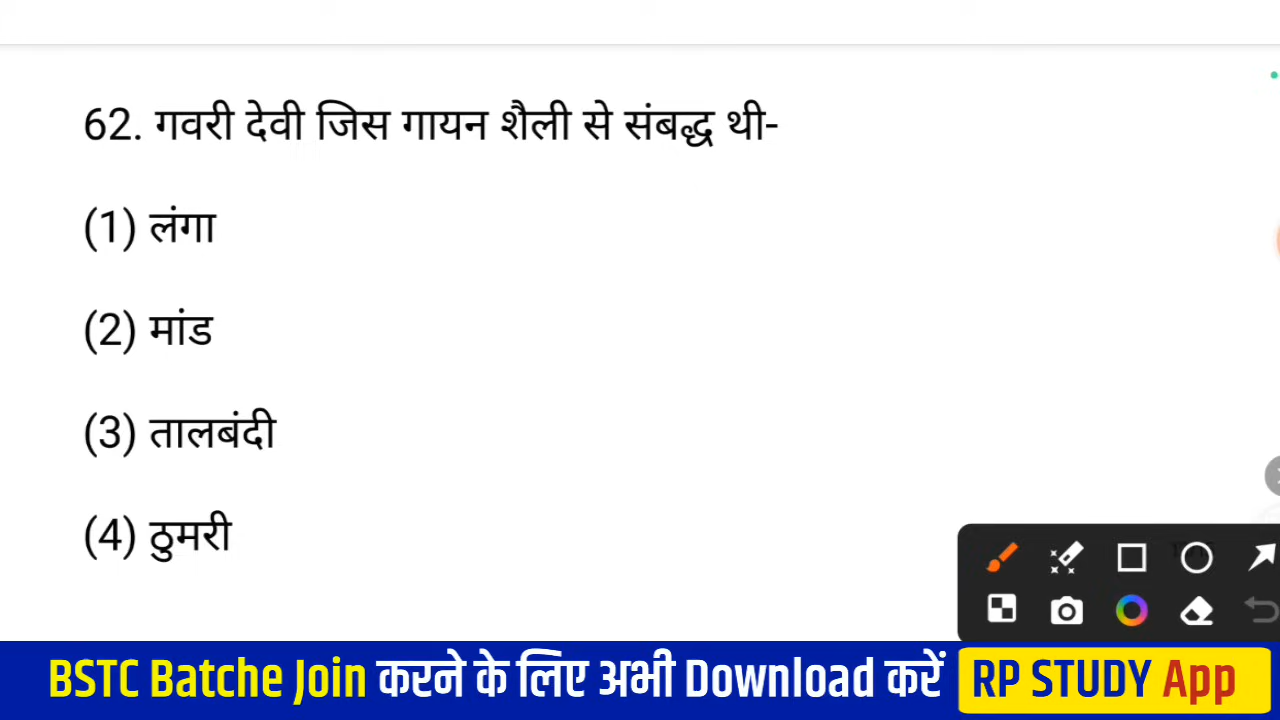 62. गवरी देवी जिस गायन शैली से संबद्ध थी-
(1) लंगा
(2) मांड
(3) तालबंदी
(4) ठुमरी
BSTC Batche Join करने के लिए अभी Download करें RP STUDY App